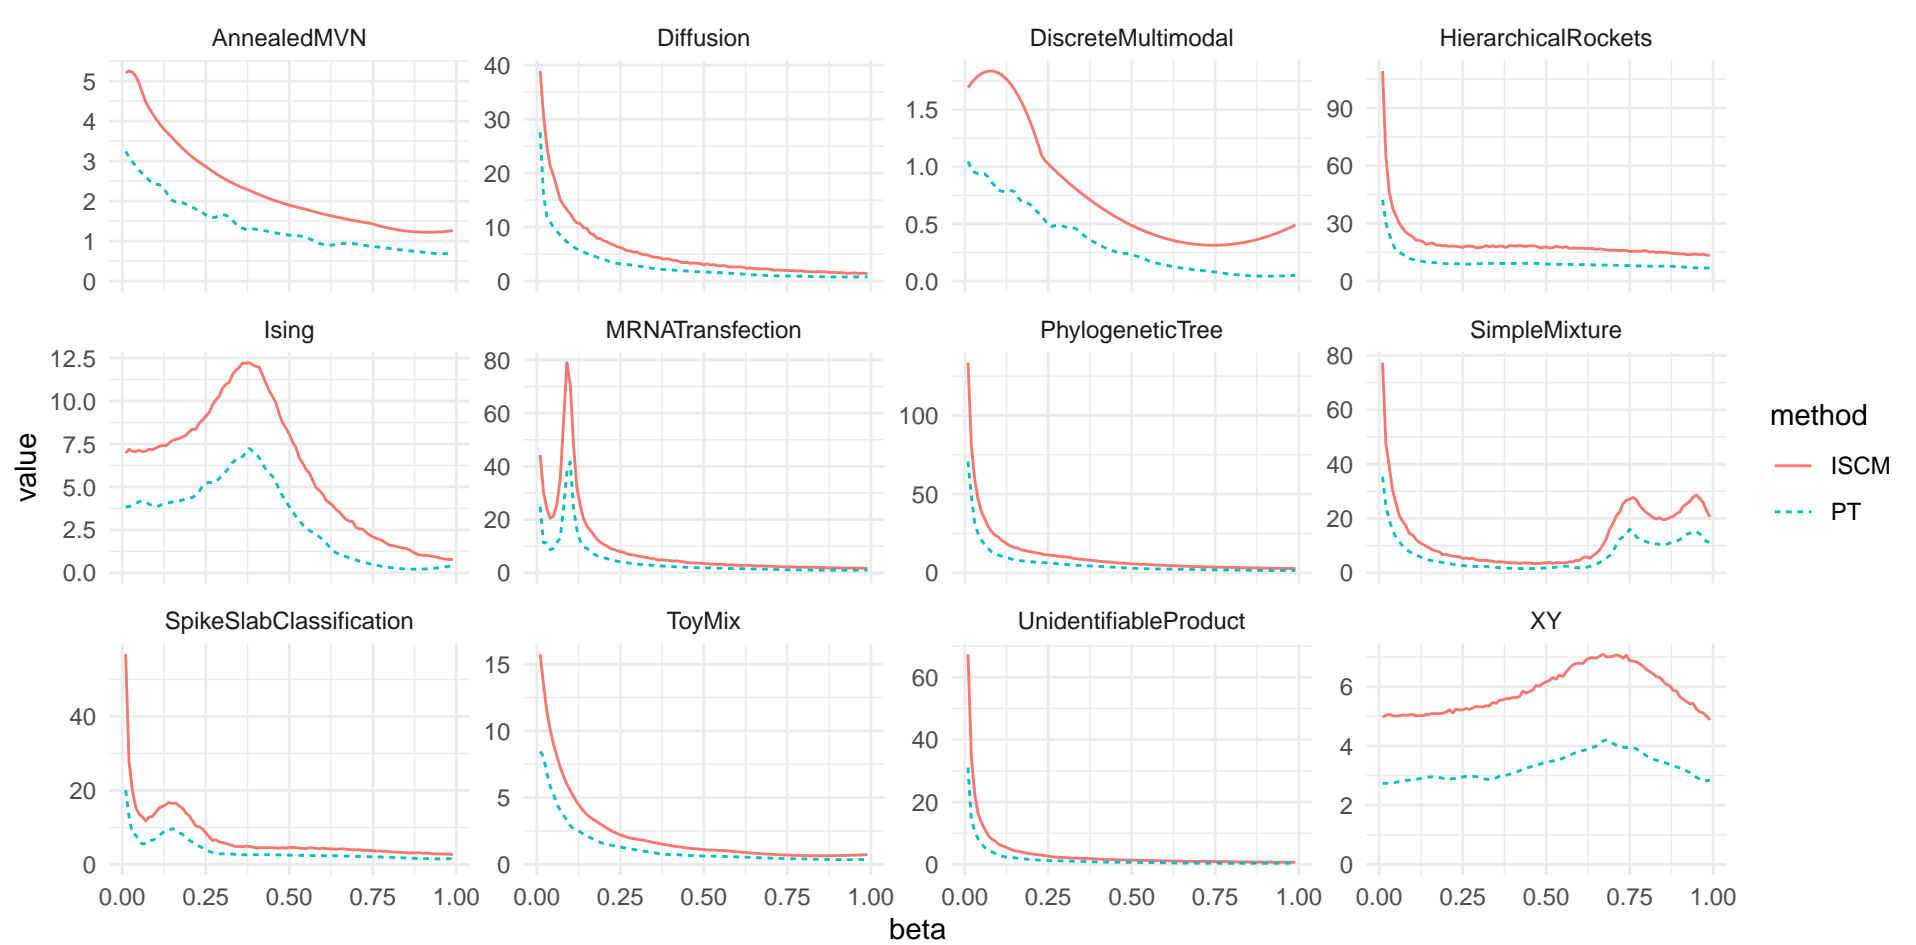 AnnealedMVN Diffusion DiscreteMultimodal HierarchicalRockets
5 4 3 2 1 0
40 30 20 10 0
1.5 1.0 0.5 0.0
90 60 30 0
Ising MRNATransfection PhylogeneticTree SimpleMixture
12.5 10.0 7.5 5.0 2.5 0.0
80 60 40 20 0
100 50 0
80 60 40 20 0
SpikeSlabClassification ToyMix UnidentifiableProduct XY
40 20 0
15 10 5 0
60 40 20 0
6 4 2 0
0.00 0.25 0.50 0.75 1.00 0.00 0.25 0.50 0.75 1.00 0.00 0.25 0.50 0.75 1.00 0.00 0.25 0.50 0.75 1.00
beta
value
method
ISCM
PT